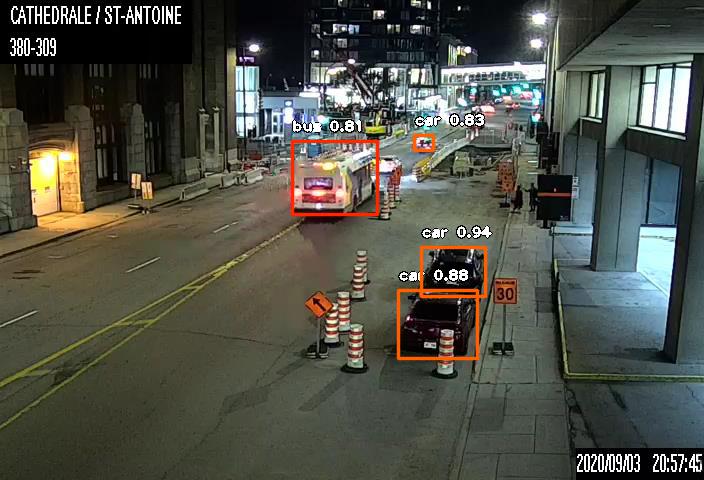 CATHEDRALE / ST-ANTOINE
380-309
bus 0.81
car 0.83
car 0.94
car 0.88
30
2020/09/03 20:57:45